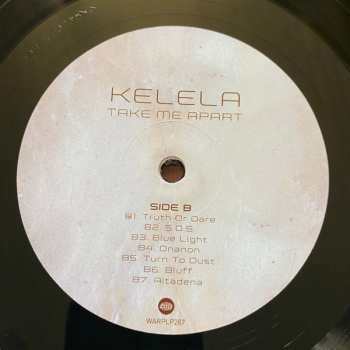 KELELA
TAKE ME APART
SIDE B
B1. Truth Or Dare
B2. S.O.S.
B3. Blue Light
B4. Onanon
B5. Turn To Dust
B6. Bluff
B7. Altadena
WARPLP287